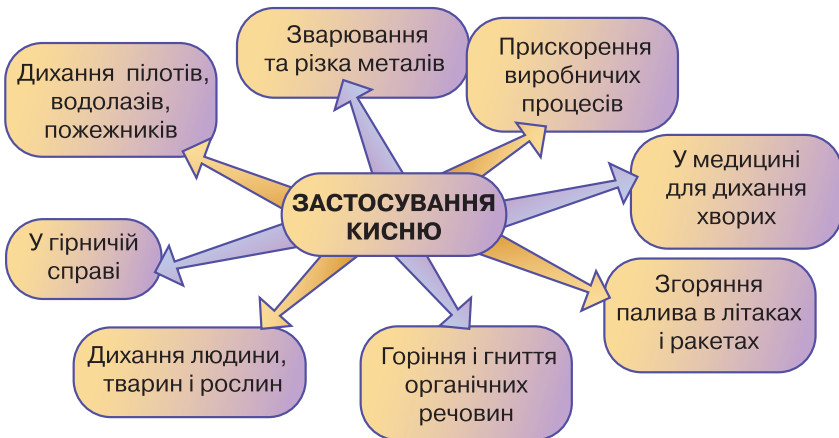 Зварювання
та різка металів
Прискорення
виробничих
процесів
Дихання пілотів,
водолазів,
пожежників
У медицині
для дихання
хворих
ЗАСТОСУВАННЯ
КИСНЮ
У гірничій
справі
Згоряння
палива в літаках
і ракетах
Дихання людини,
тварин і рослин
Горіння і гниття
органічних
речовин